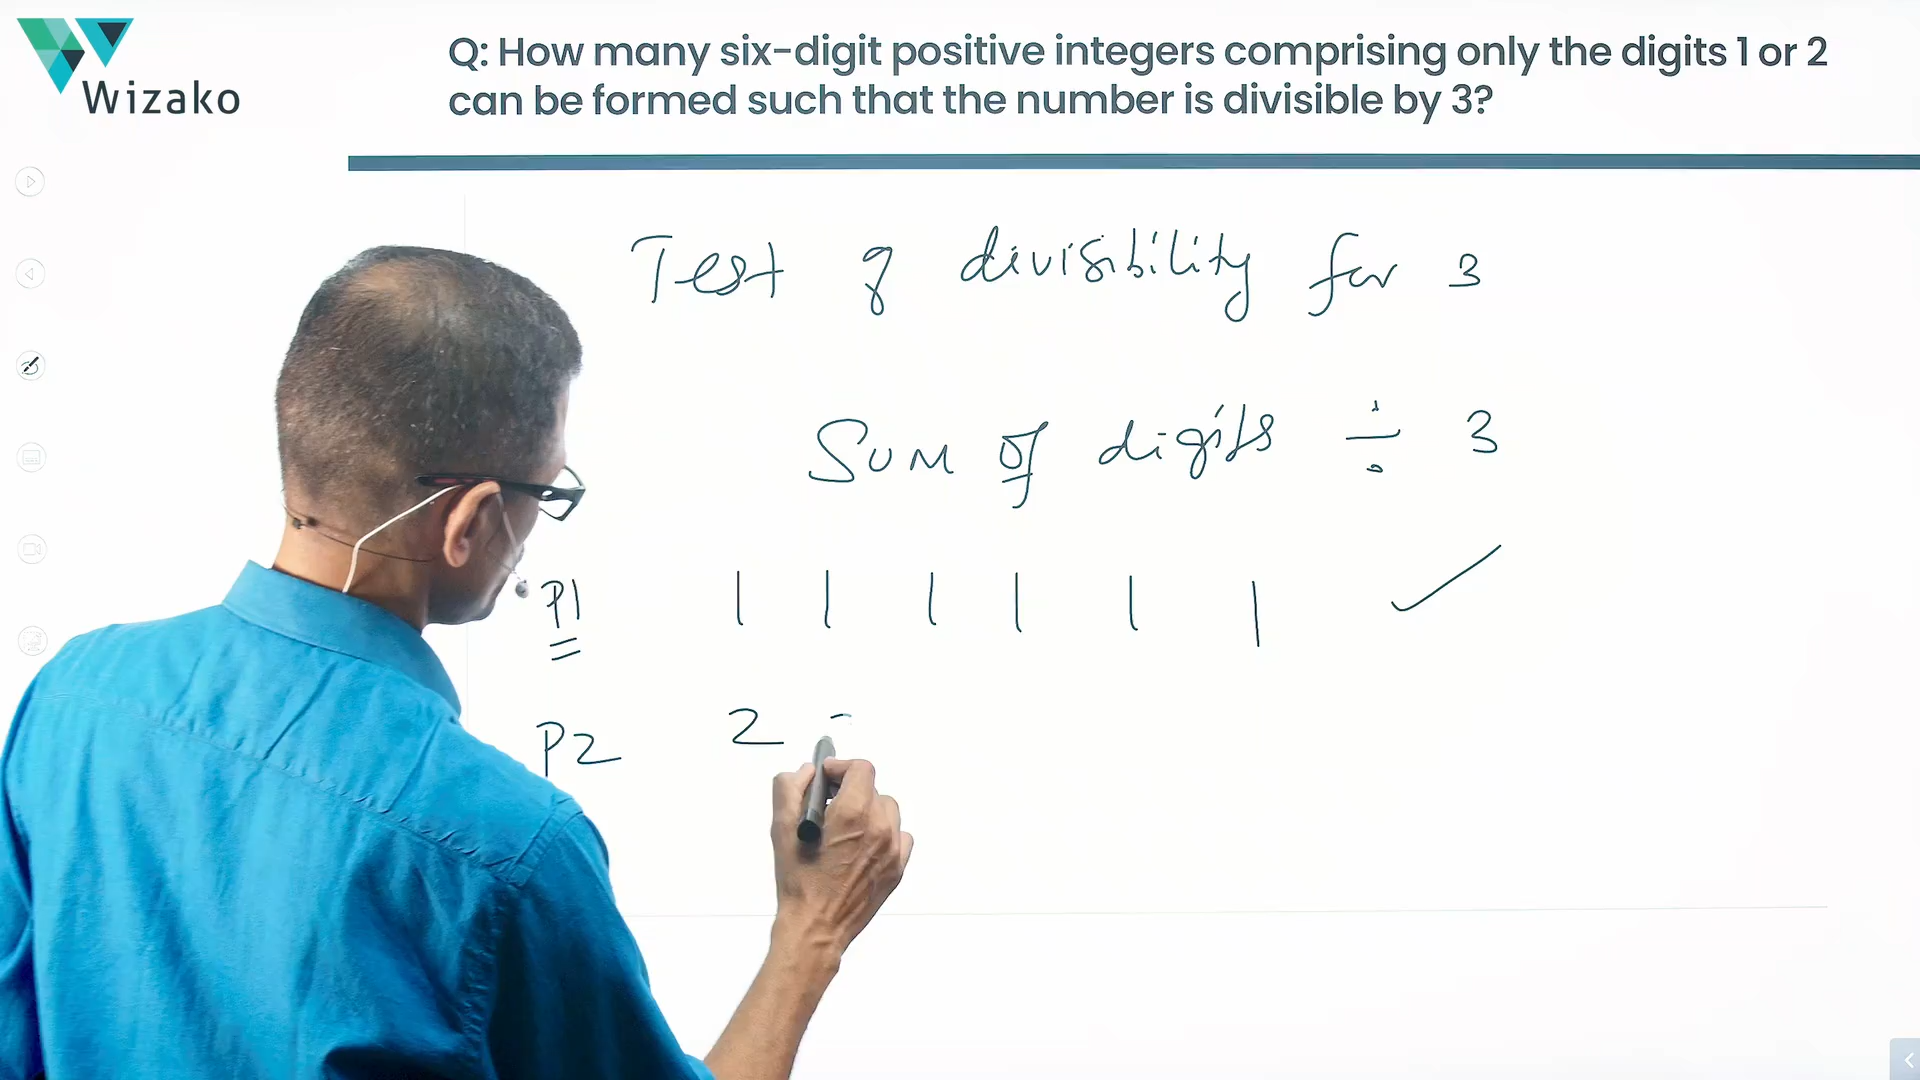 Wizako
Q: How many six-digit positive integers comprising only the digits 1 or 2
can be formed such that the number is divisible by 3?
Test of divisibility for 3
Sum of digits ÷ 3
P1 1 1 1 1 1 1 ✓
P2 2